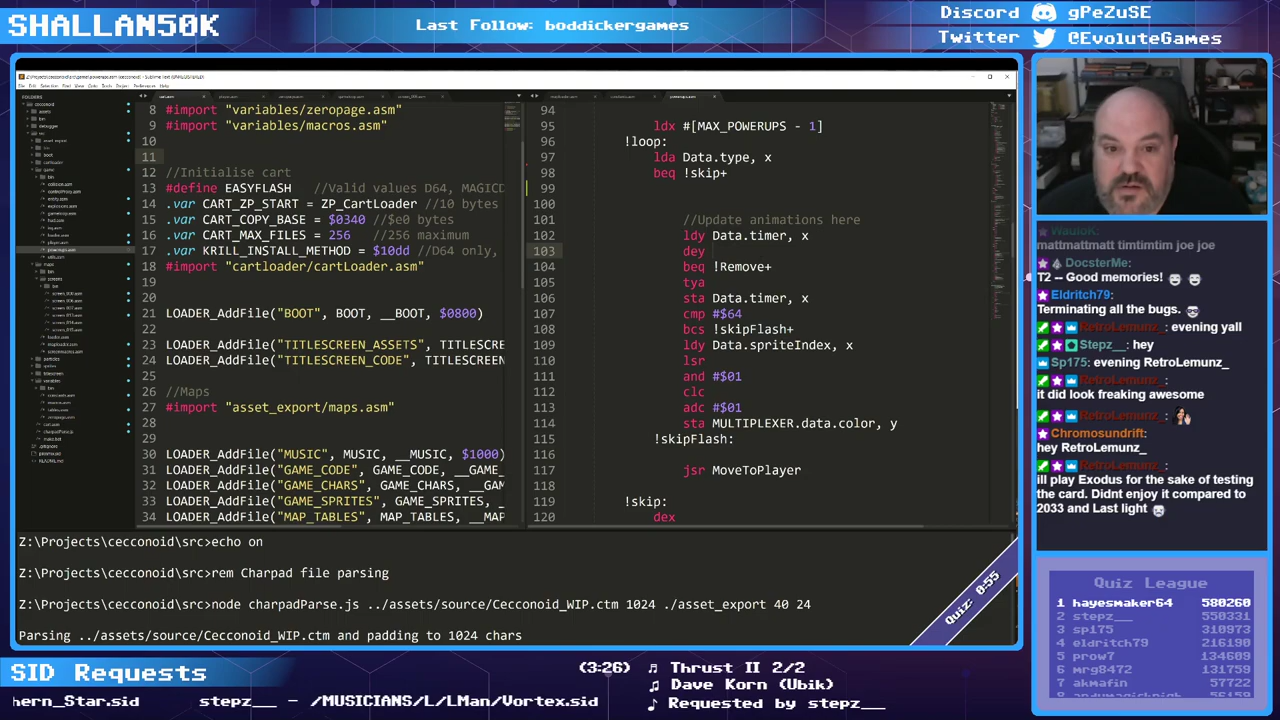 SHALLAN50K
Last Follow: boddickergames
Discord gPeZuSE
Twitter @EvoluteGames
8 #import "variables/zeropage.asm"
9 #import "variables/macros.asm"
10
11
12 //Initialise cart
13 #define EASYFLASH //Valid values D64, MAGICD
14 .var CART_ZP_START = ZP_CartLoader //10 bytes
15 .var CART_COPY_BASE = $0340 //$e0 bytes
16 .var CART_MAX_FILES = 256 //256 maximum
17 .var KRILL_INSTALL_METHOD = $10dd //D64 only,
18 #import "cartloader/cartLoader.asm"
19
20
21 LOADER_AddFile("BOOT", BOOT, __BOOT, $0800)
22
23 LOADER_AddFile("TITLESCREEN_ASSETS", TITLESCRE
24 LOADER_AddFile("TITLESCREEN_CODE", TITLESCREEN
25
26 //Maps
27 #import "asset_export/maps.asm"
28
29
30 LOADER_AddFile("MUSIC", MUSIC, __MUSIC, $1000)
31 LOADER_AddFile("GAME_CODE", GAME_CODE, __GAME_
32 LOADER_AddFile("GAME_CHARS", GAME_CHARS, __GAM
33 LOADER_AddFile("GAME_SPRITES", GAME_SPRITES, _
34 LOADER_AddFile("MAP_TABLES", MAP_TABLES, __MAP
94
95 ldx #[MAX_POWERUPS - 1]
96 !loop:
97 lda Data.type, x
98 beq !skip+
99
100
101 //Update animations here
102 ldy Data.timer, x
103 dey
104 beq !Remove+
105 tya
106 sta Data.timer, x
107 cmp #$64
108 bcs !skipFlash+
109 ldy Data.spriteIndex, x
110 lsr
111 and #$01
112 clc
113 adc #$01
114 sta MULTIPLEXER.data.color, y
115 !skipFlash:
116
117 jsr MoveToPlayer
118
119 !skip:
120 dex
Z:\Projects\cecconoid\src>echo on
Z:\Projects\cecconoid\src>rem Charpad file parsing
Z:\Projects\cecconoid\src>node charpadParse.js ../assets/source/Cecconoid_WIP.ctm 1024 ./asset_export 40 24
Parsing ../assets/source/Cecconoid_WIP.ctm and padding to 1024 chars
Quiz: 0:55
mattmattmatt timtimtim joe joe
DocsterMe:
T2 -- Good memories!
Eldritch79:
Terminating all the bugs.
RetroLemunz_: evening yall
Stepz__: hey
Sp175: evening RetroLemunz_
RetroLemunz_:
it did look freaking awesome
RetroLemunz_:
Chromosundrift:
hey RetroLemunz_
RetroLemunz_:
ill play Exodus for the sake of testing
the card. Didnt enjoy it compared to
2033 and Last light
Quiz League
1 hayesmaker64 580260
2 stepz__ 550331
3 sp175 310973
4 eldritch79 216190
5 prow7 134609
6 mrg8472 131759
7 akmafin 57722
SID Requests
hern_Star.sid stepz__ - /MUSICIANS/L/LMan/Vortex.sid
(3:26) ♫ Thrust II 2/2
♫ Dave Korn (Ubik)
♪ Requested by stepz__